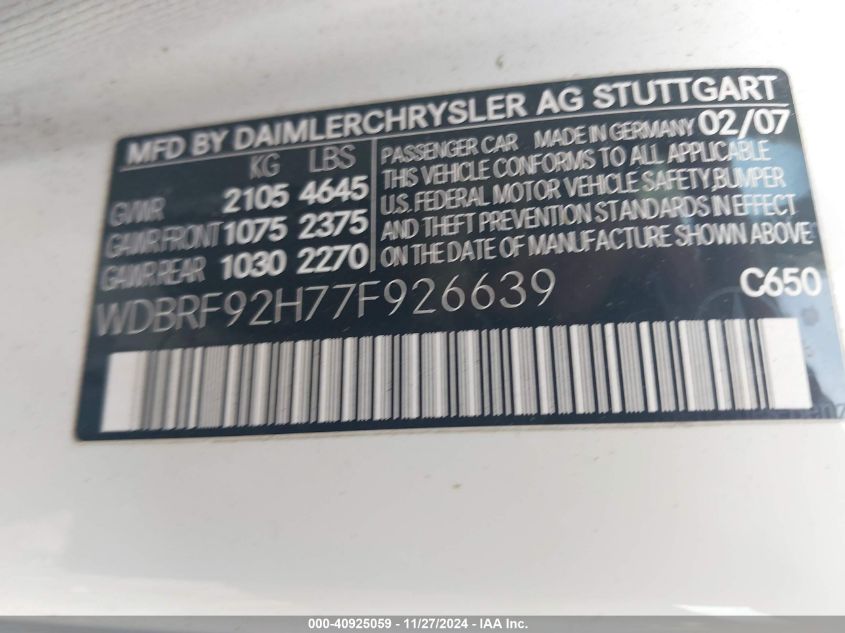 MFD BY DAIMLERCHRYSLER AG STUTTGART
KG LBS
GVWR 2105 4645
GAWR FRONT 1075 2375
GAWR REAR 1030 2270
PASSENGER CAR MADE IN GERMANY 02/07
THIS VEHICLE CONFORMS TO ALL APPLICABLE
U.S. FEDERAL MOTOR VEHICLE SAFETY, BUMPER
AND THEFT PREVENTION STANDARDS IN EFFECT
ON THE DATE OF MANUFACTURE SHOWN ABOVE
WDBRF92H77F926639 C650
000-40925059 - 11/27/2024 - IAA Inc.